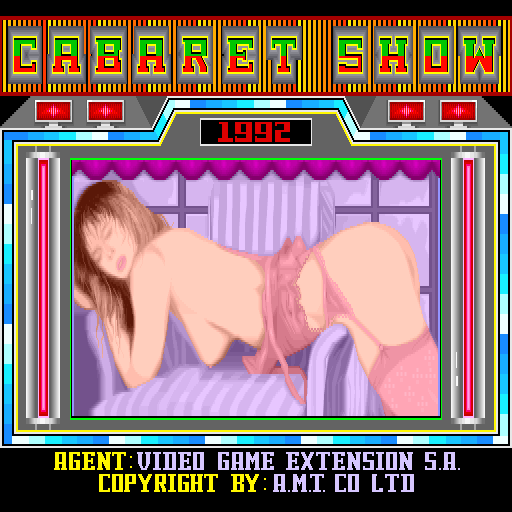 CABARET SHOW
1992
AGENT:VIDEO GAME EXTENSION S.A.
COPYRIGHT BY:A.M.T. CO LTD